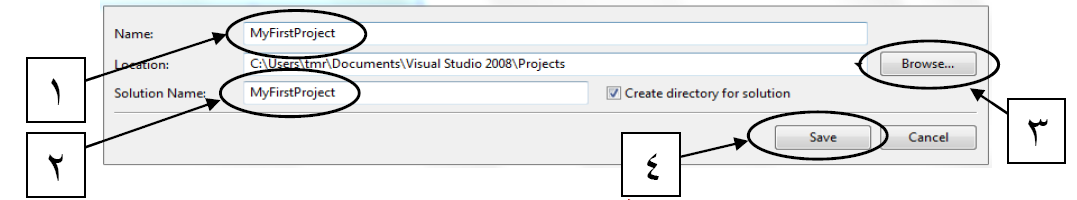 Name: MyFirstProject
Location: C:\Users\tmr\Documents\Visual Studio 2008\Projects Browse...
١
Solution Name: MyFirstProject Create directory for solution
٣
Save Cancel
٢
٤